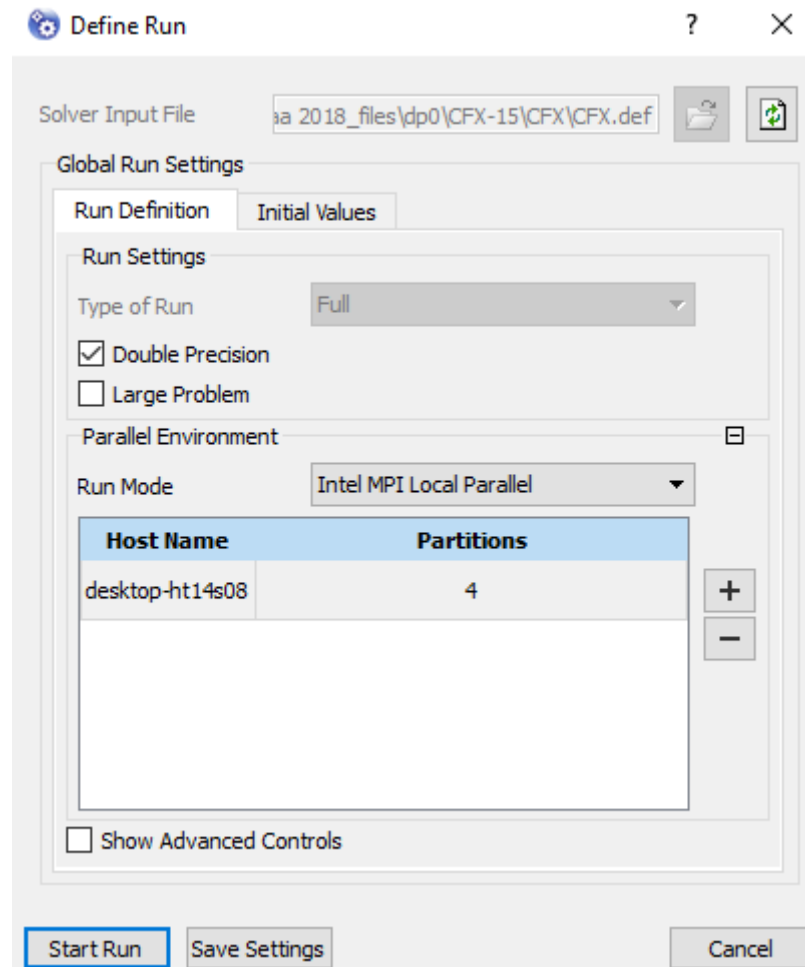 Define Run
?
Solver Input File
aa 2018_files\dp0\CFX-15\CFX\CFX.def
Global Run Settings
Run Definition
Initial Values
Run Settings
Type of Run
Full
Double Precision
Large Problem
Parallel Environment
Run Mode
Intel MPI Local Parallel
Host Name Partitions
desktop-ht14s08 4
+
−
Show Advanced Controls
Start Run Save Settings Cancel